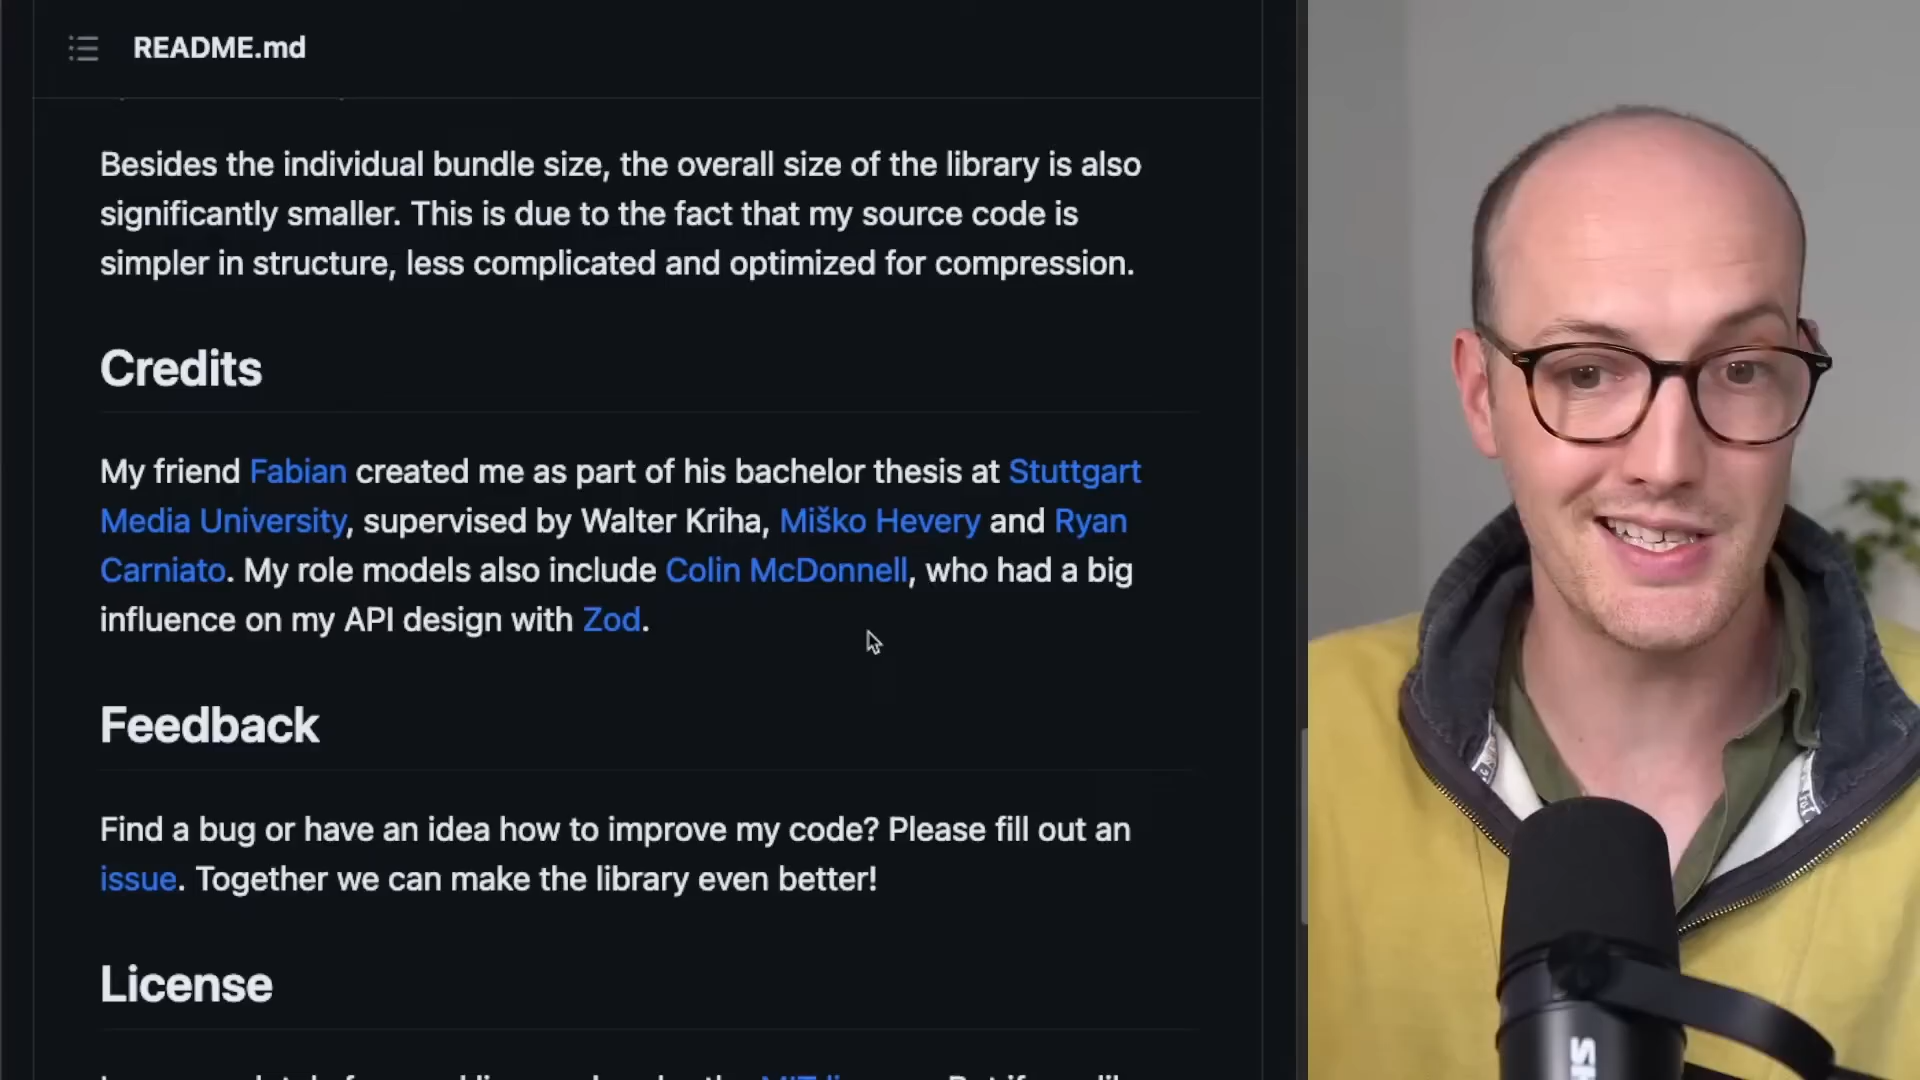 README.md
Besides the individual bundle size, the overall size of the library is also
significantly smaller. This is due to the fact that my source code is
simpler in structure, less complicated and optimized for compression.
Credits
My friend Fabian created me as part of his bachelor thesis at Stuttgart
Media University, supervised by Walter Kriha, Miško Hevery and Ryan
Carniato. My role models also include Colin McDonnell, who had a big
influence on my API design with Zod.
Feedback
Find a bug or have an idea how to improve my code? Please fill out an
issue. Together we can make the library even better!
License
SH